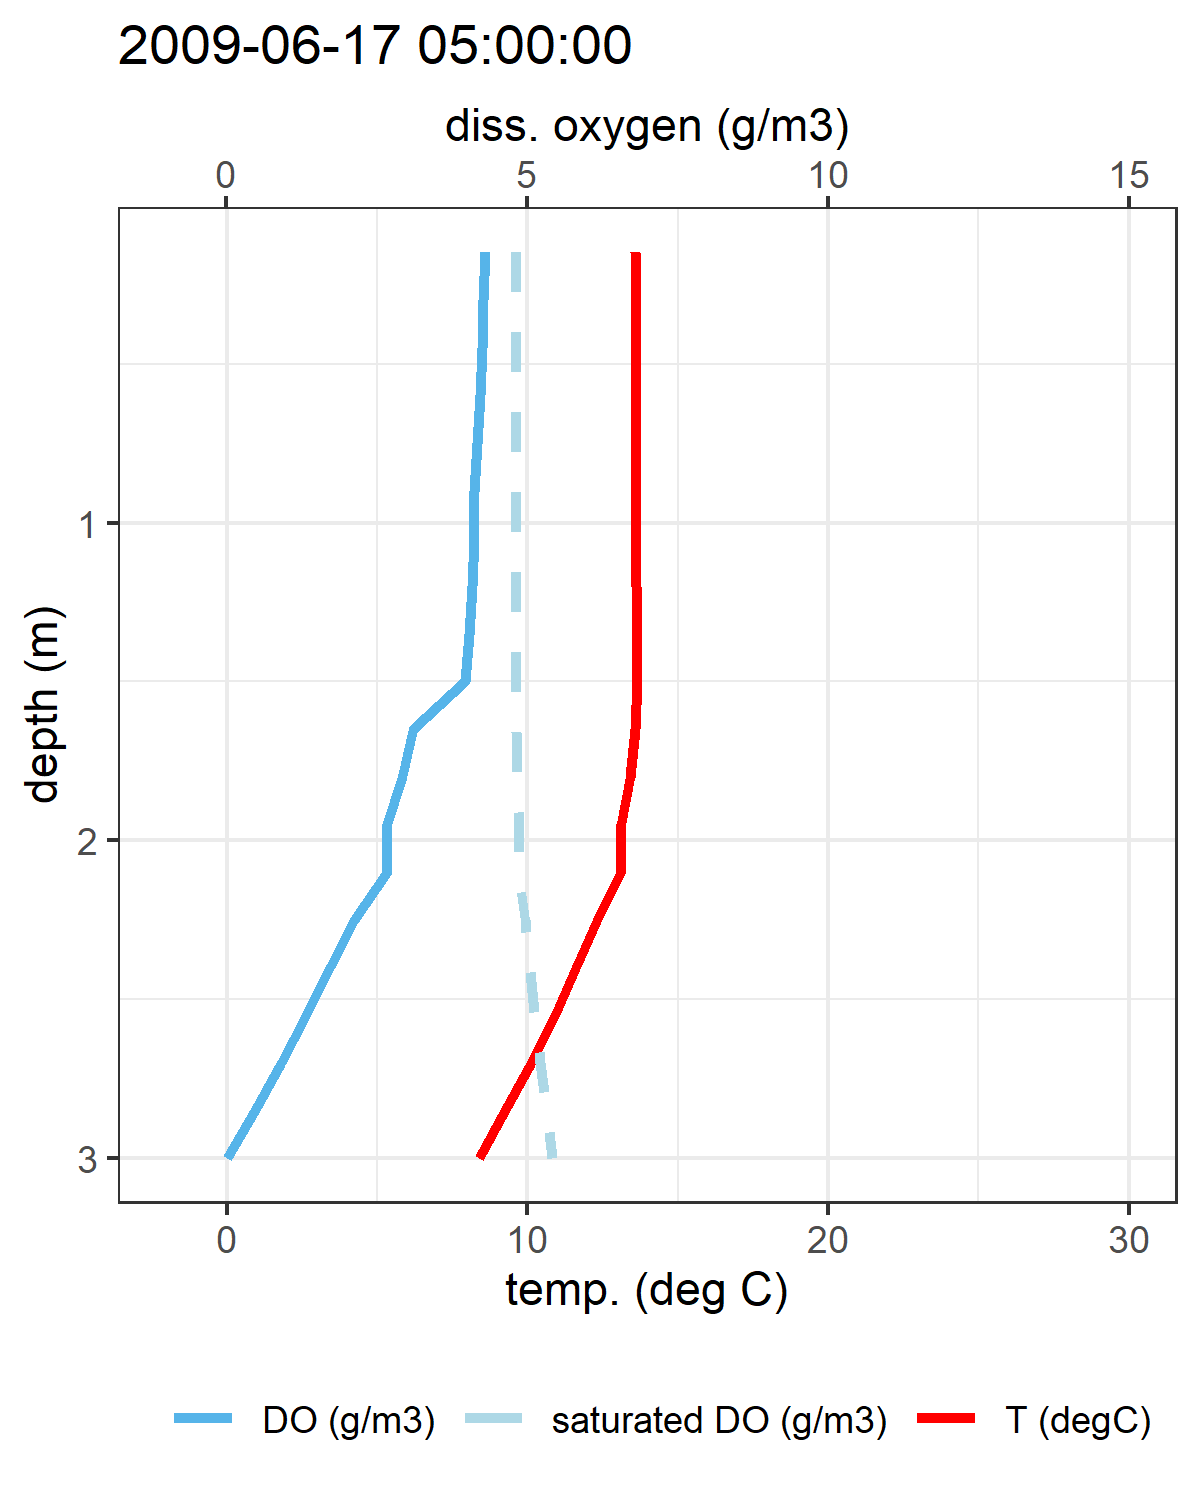 2009-06-17 05:00:00
diss. oxygen (g/m3)
0 5 10 15
depth (m)
1
2
3
0 10 20 30
temp. (deg C)
DO (g/m3) saturated DO (g/m3) T (degC)